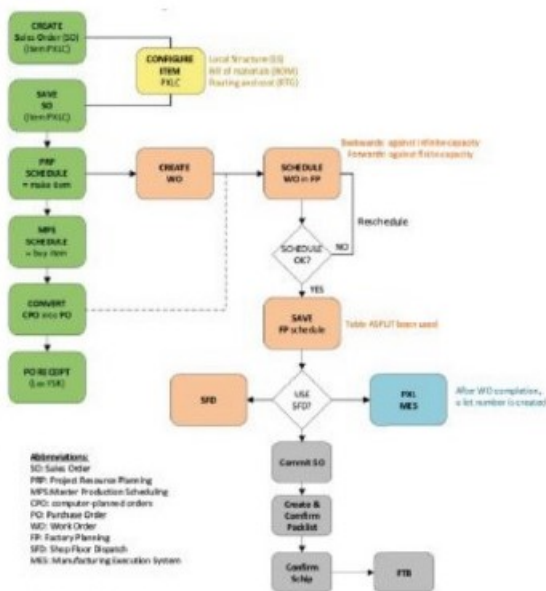 CREATE
Sales Order (SO)
(Item PXLC)
CONFIGURE
ITEM
PXLC
Local Structure (LS)
Bill of materials (BOM)
Routing and cost (RTG)
SAVE
SO
(Item PXLC)
PRP
SCHEDULE
= make item
CREATE
WO
SCHEDULE
WO in FP
Backwards: against infinite capacity
Forwards: against finite capacity
Reschedule
SCHEDULE
OK?
NO
YES
MPS
SCHEDULE
= buy item
CONVERT
CPO into PO
SAVE
FP schedule
PO RECEIPT
SFD
USE
SFD?
PXL
MES
After WO completion,
a lot number is created
Commit SO
Create &
Confirm
Packlist
Confirm
Schip
FTB
Abbreviations:
SO: Sales Order
PRP: Project Resource Planning
MPS:Master Production Scheduling
CPO: computer-planned orders
PO: Purchase Order
WO: Work Order
FP: Factory Planning
SFD: Shop Floor Dispatch
MES: Manufacturing Execution System